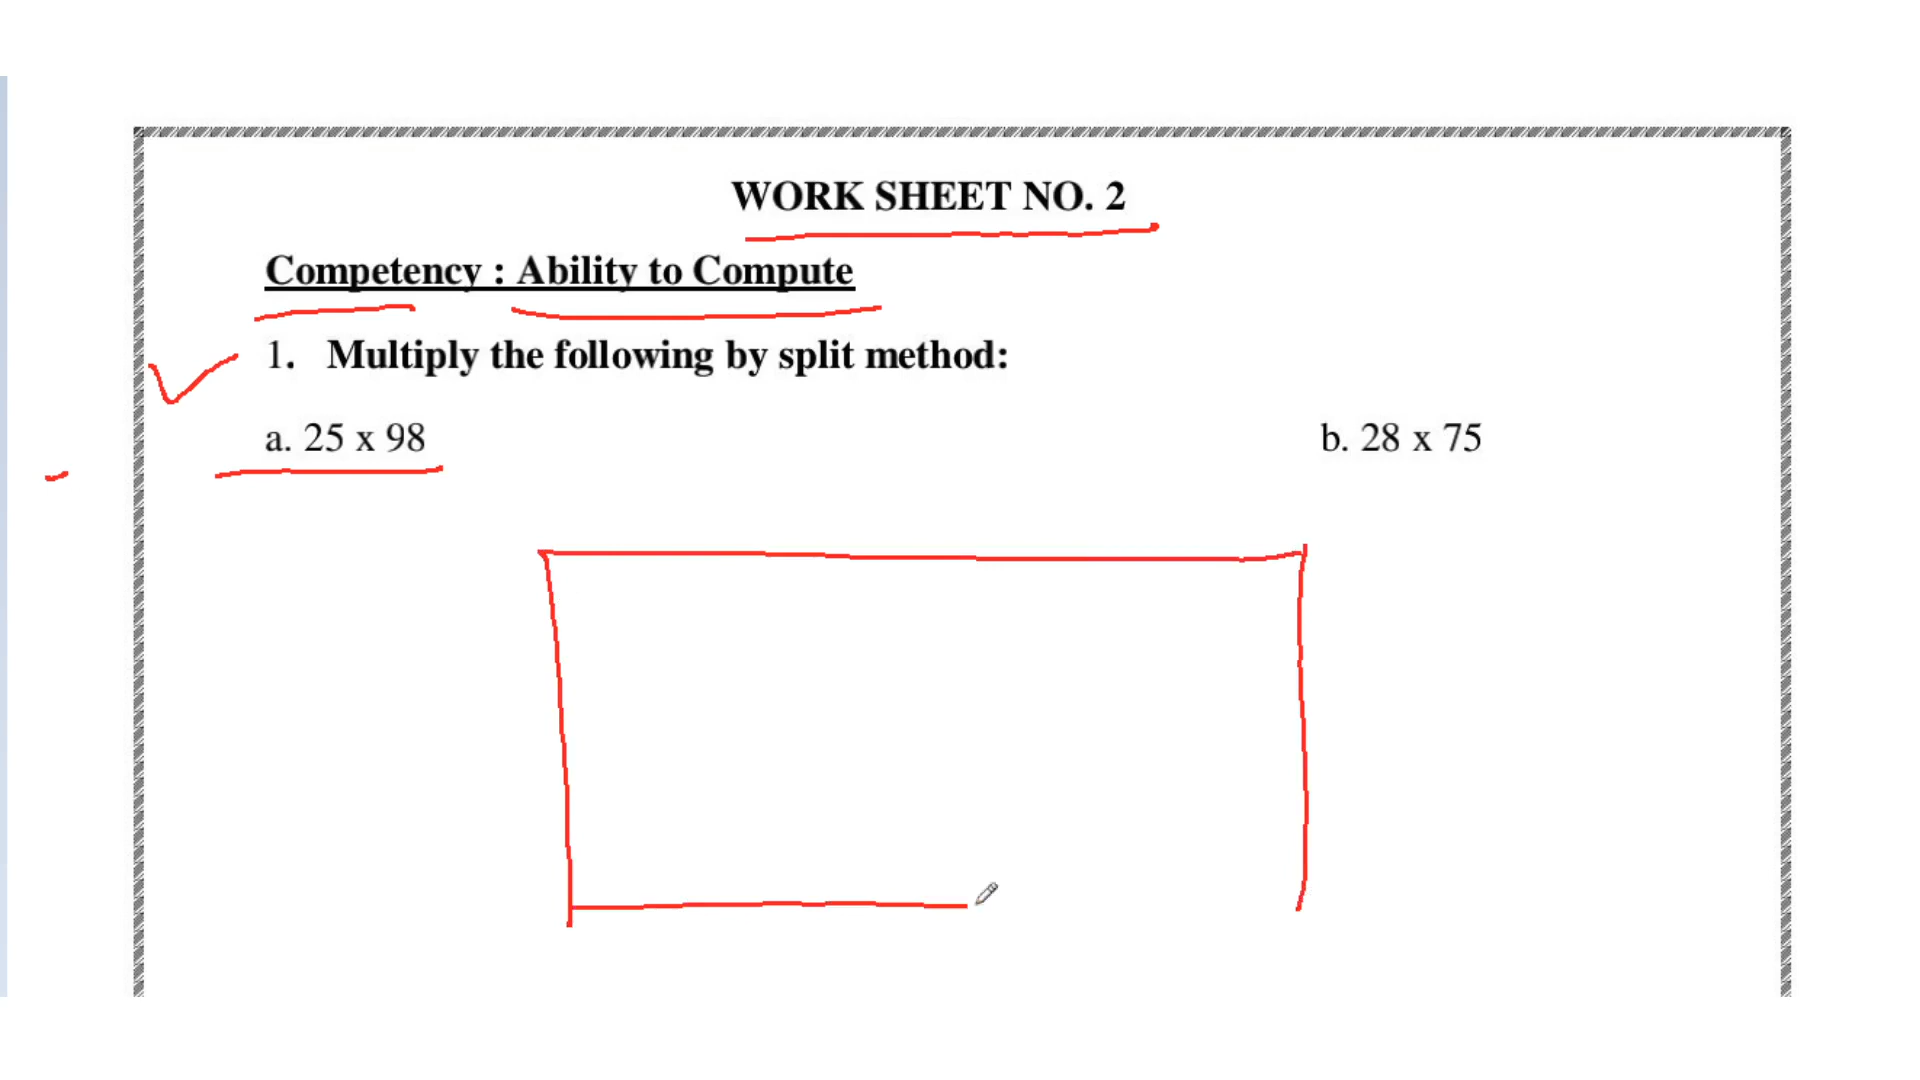 WORK SHEET NO. 2
Competency : Ability to Compute
1. Multiply the following by split method:
a. 25 x 98 b. 28 x 75